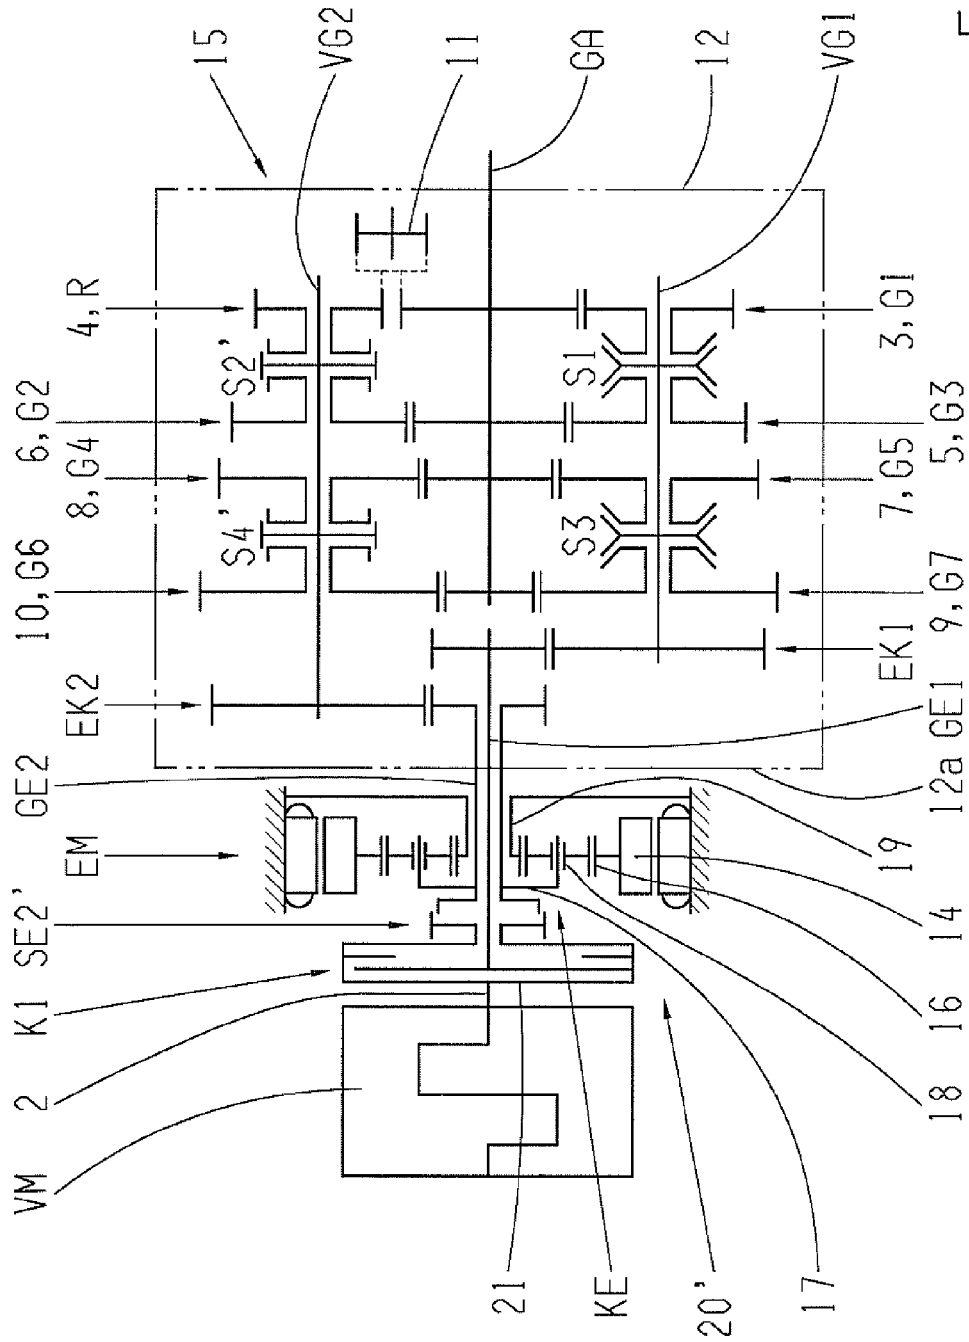 15
VG2
11
GA
12
VG1
4,R
S2'
S1
3,G1
6,G2
5,G3
8,G4
7,G5
S4'
S3
10,G6
9,G7
EK1
EK2
GE1
GE2
12a
EM
19
SE2'
14
K1
16
2
18
VM
21
KE
20'
17